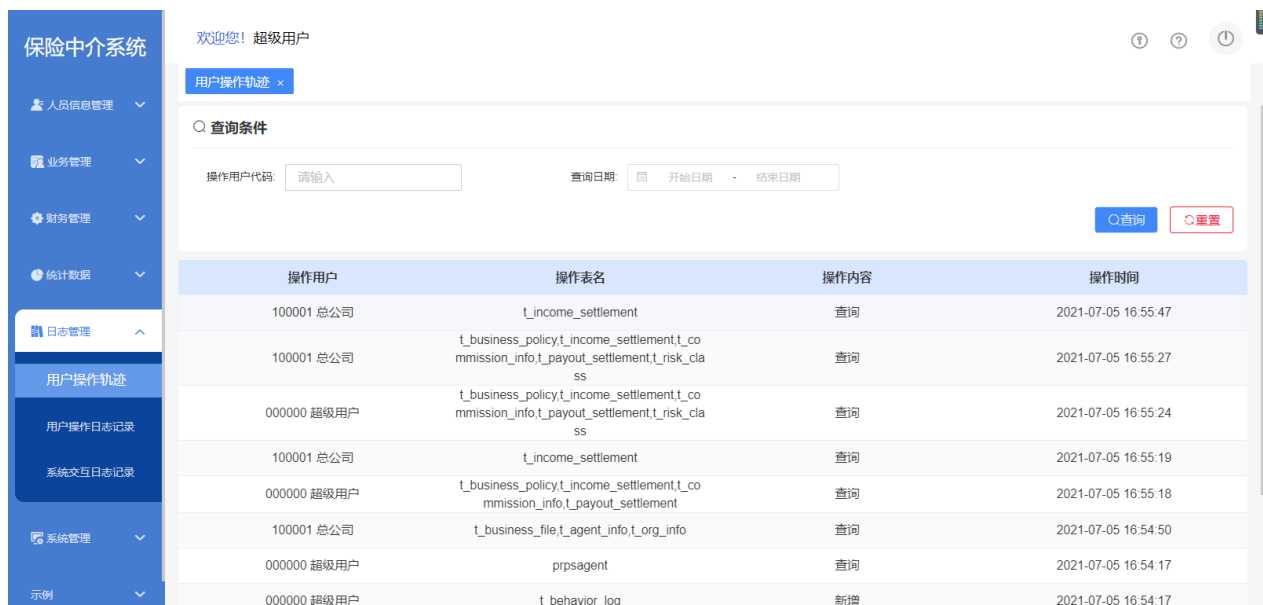 保险中介系统
欢迎您！超级用户
用户操作轨迹 ×
人员信息管理
业务管理
财务管理
统计数据
日志管理
用户操作轨迹
用户操作日志记录
系统交互日志记录
系统管理
示例
查询条件
操作用户代码: 请输入 查询日期: 开始日期 - 结束日期
查询 重置
操作用户 操作表名 操作内容 操作时间
100001 总公司 t_income_settlement 查询 2021-07-05 16:55:47
t_business_policy,t_income_settlement,t_co
100001 总公司 mmission_info,t_payout_settlement,t_risk_cla 查询 2021-07-05 16:55:27
ss
t_business_policy,t_income_settlement,t_co
000000 超级用户 mmission_info,t_payout_settlement,t_risk_cla 查询 2021-07-05 16:55:24
ss
100001 总公司 t_income_settlement 查询 2021-07-05 16:55:19
t_business_policy,t_income_settlement,t_co
000000 超级用户 mmission_info,t_payout_settlement 查询 2021-07-05 16:55:18
100001 总公司 t_business_file,t_agent_info,t_org_info 查询 2021-07-05 16:54:50
000000 超级用户 prpsagent 查询 2021-07-05 16:54:17
000000 超级用户 t_behavior_log 新增 2021-07-05 16:54:17